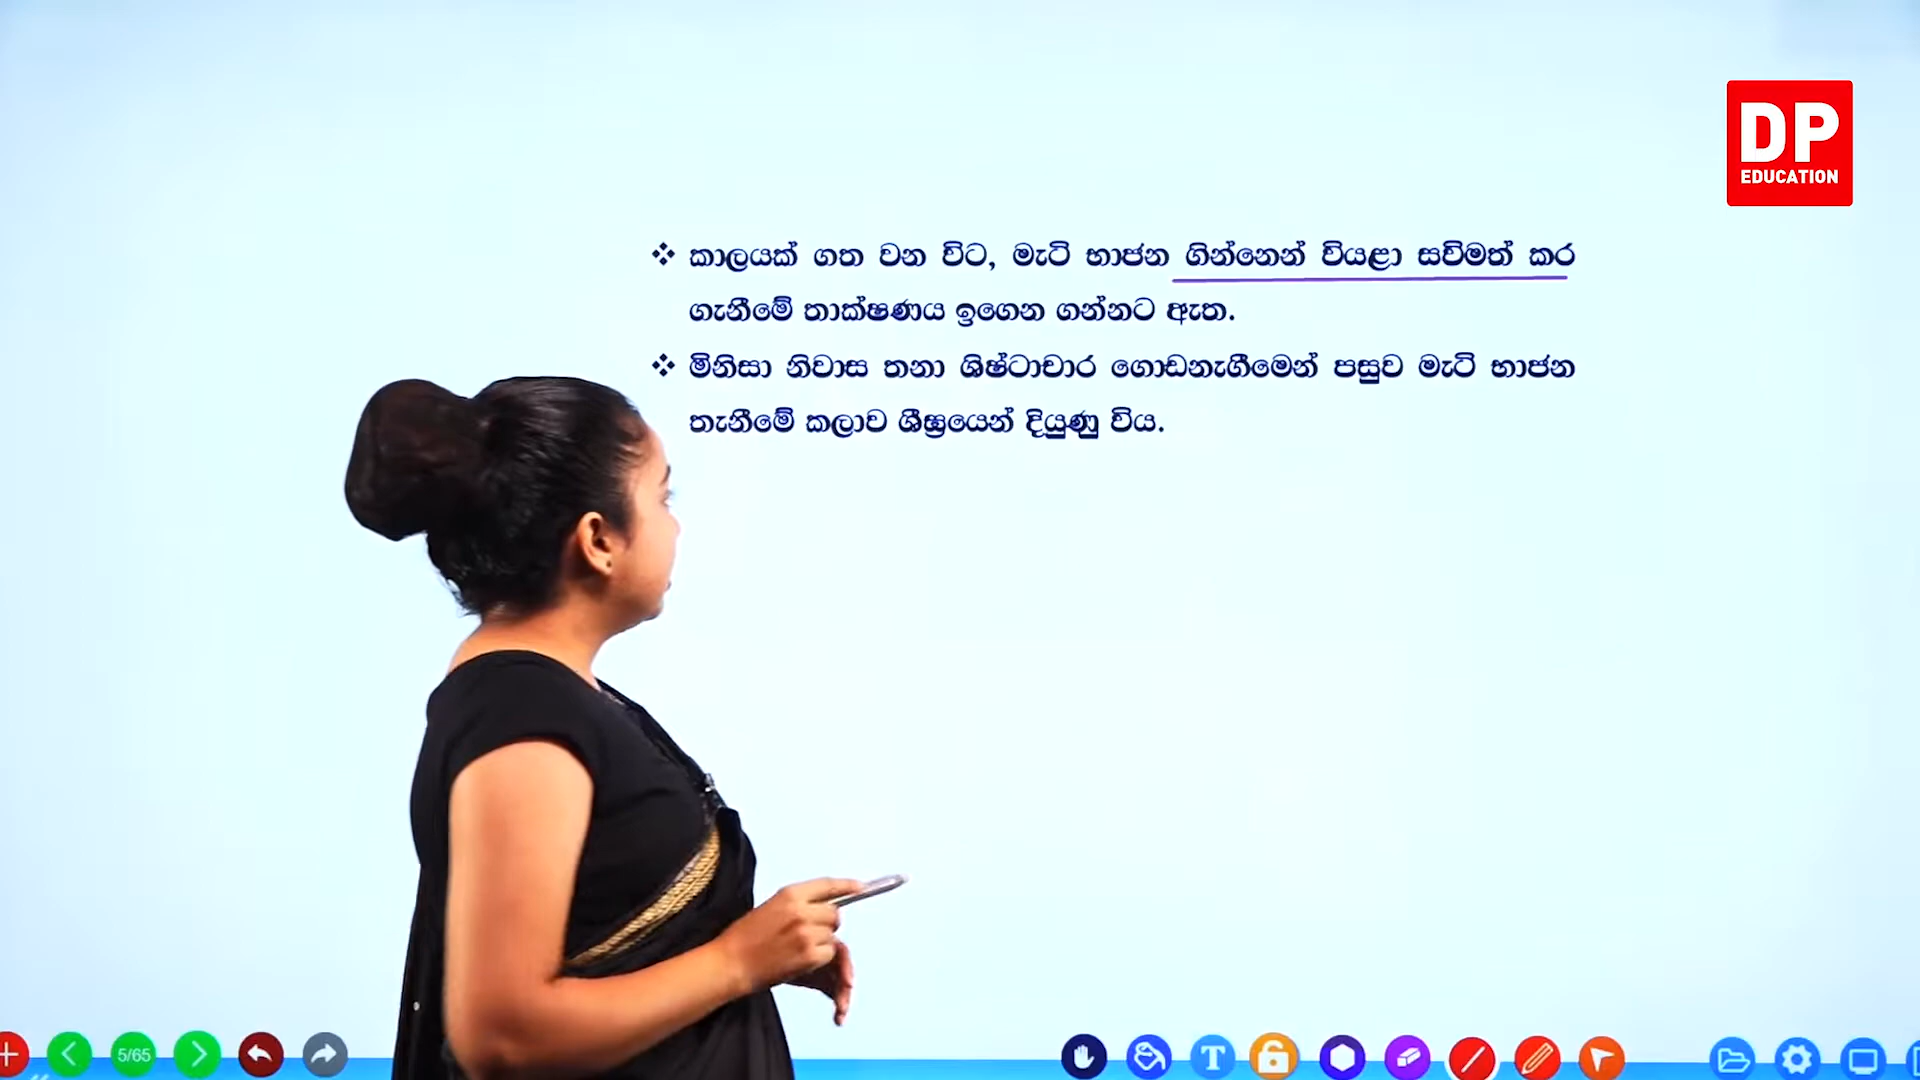 DP
EDUCATION
❖ කාලයක් ගත වන විට, මැටි භාජන ගින්නෙන් වියළා සවිමත් කර
ගැනීමේ තාක්ෂණය ඉගෙන ගන්නට ඇත.
❖ මිනිසා නිවාස තනා ශිෂ්ටාචාර ගොඩනැගීමෙන් පසුව මැටි භාජන
තැනීමේ කලාව ශීඝ්‍රයෙන් දියුණු විය.
5/65
T